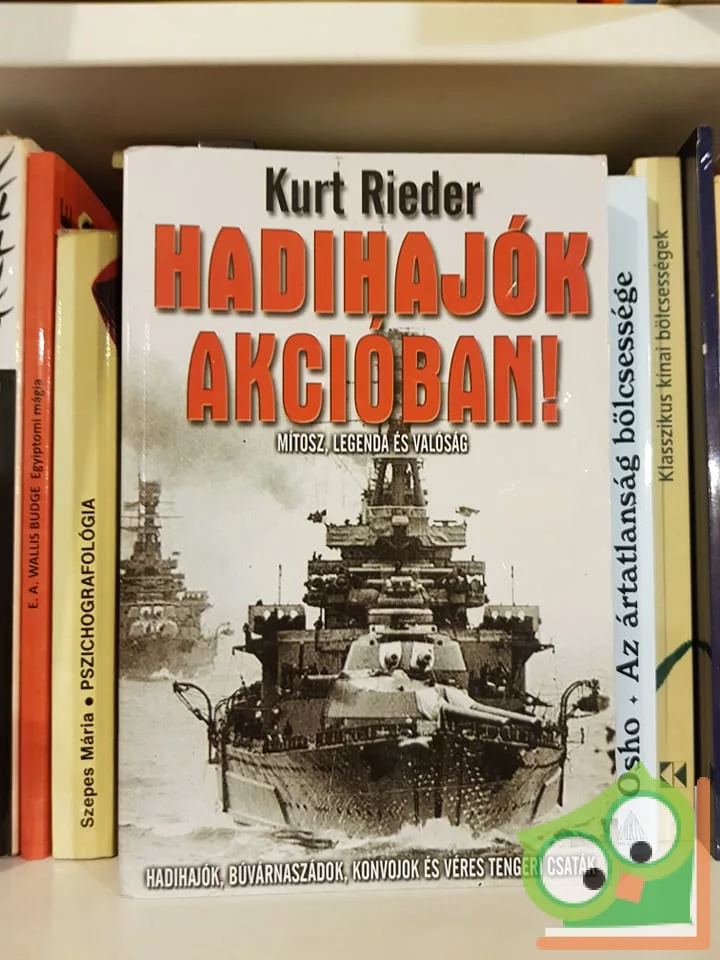 Kurt Rieder
HADIHAJÓK
AKCIÓBAN!
MÍTOSZ, LEGENDA ÉS VALÓSÁG
HADIHAJÓK, BÚVÁRNASZÁDOK, KONVOJOK ÉS VÉRES TENGERI CSATÁK
E. A. WALLIS BUDGE Egyiptomi mágia
Szepes Mária • PSZICHOGRAFOLÓGIA
Osho + Az ártatlanság bölcsessége
Klasszikus kínai bölcsességek